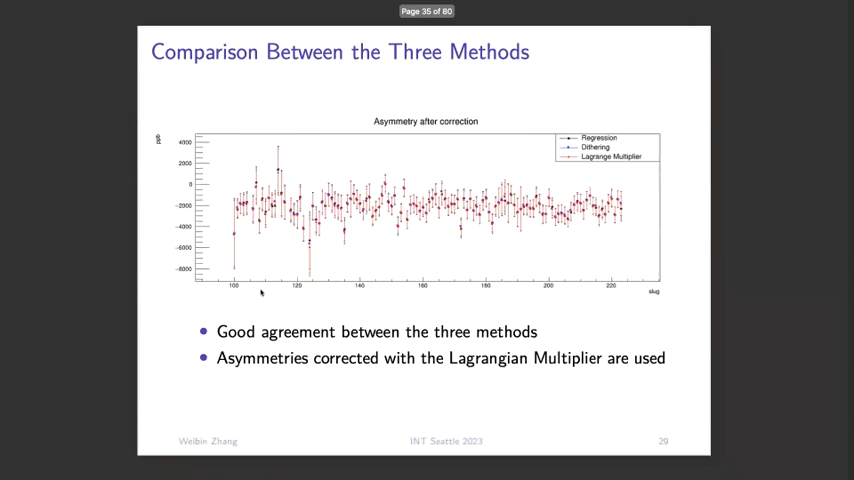 Page 35 of 80
Comparison Between the Three Methods
Asymmetry after correction
ppb
Regression
Dithering
Lagrange Multiplier
4000
2000
0
−2000
−4000
−6000
−8000
100 120 140 160 180 200 220
slug
Good agreement between the three methods
Asymmetries corrected with the Lagrangian Multiplier are used
Weibin Zhang INT Seattle 2023 29